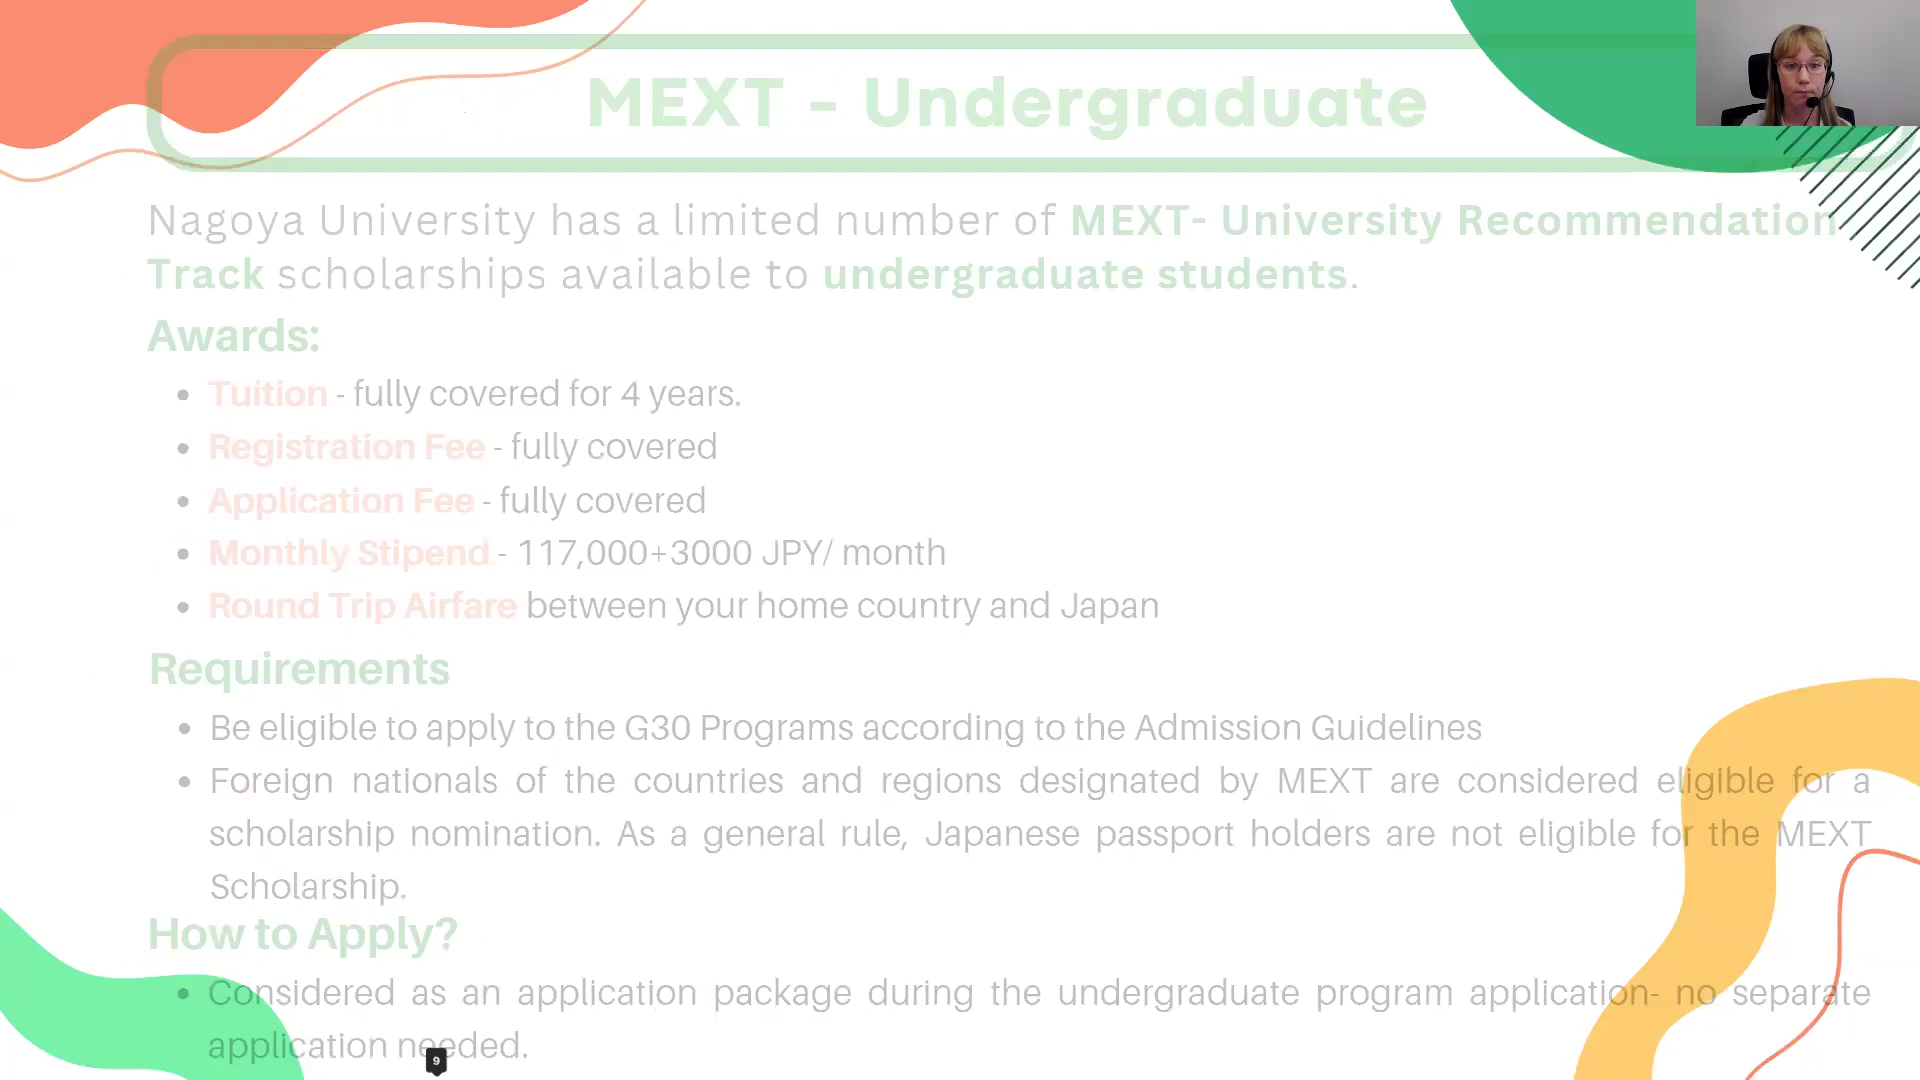 MEXT - Undergraduate
Nagoya University has a limited number of MEXT- University Recommendation
Track scholarships available to undergraduate students.
Awards:
• Tuition - fully covered for 4 years.
• Registration Fee - fully covered
• Application Fee - fully covered
• Monthly Stipend - 117,000+3000 JPY/ month
• Round Trip Airfare between your home country and Japan
Requirements
• Be eligible to apply to the G30 Programs according to the Admission Guidelines
• Foreign nationals of the countries and regions designated by MEXT are considered eligible for a
scholarship nomination. As a general rule, Japanese passport holders are not eligible for the MEXT
Scholarship.
How to Apply?
• Considered as an application package during the undergraduate program application- no separate
application needed.
9